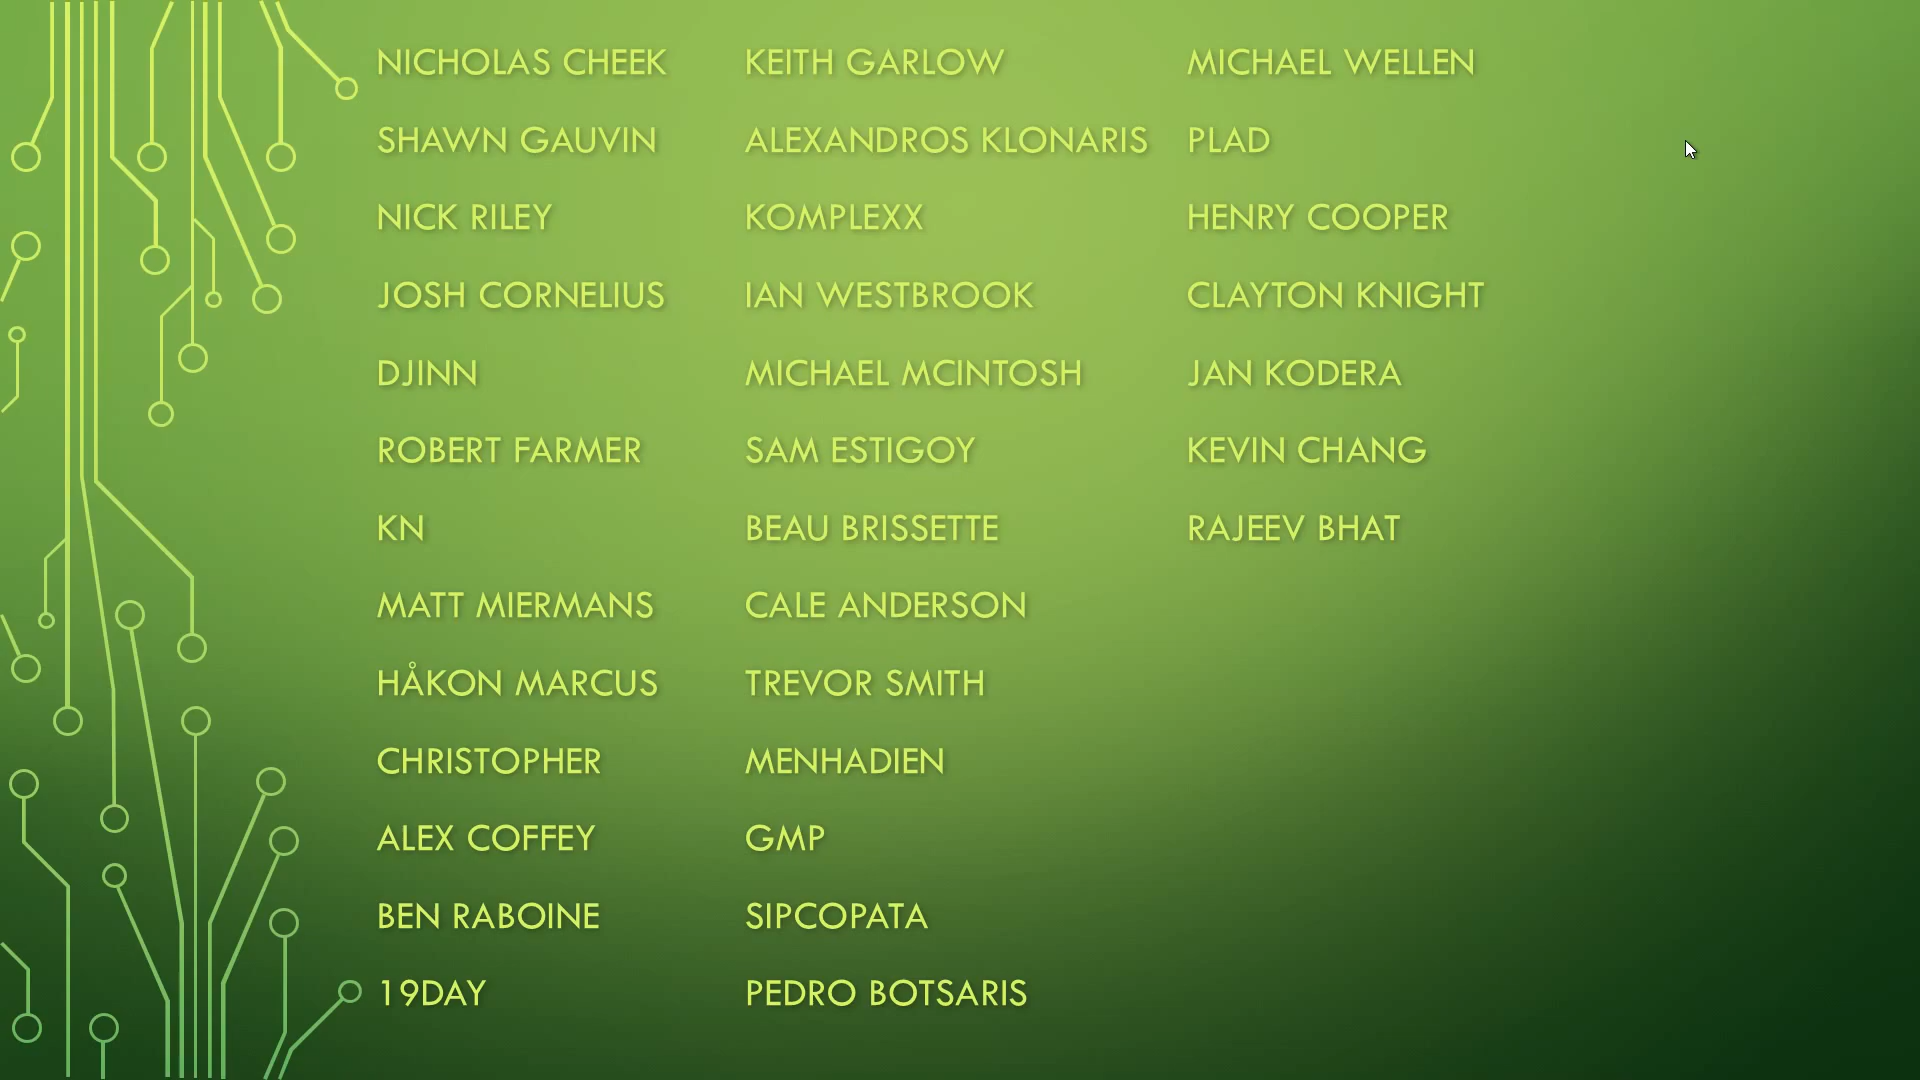 NICHOLAS CHEEK
SHAWN GAUVIN
NICK RILEY
JOSH CORNELIUS
DJINN
ROBERT FARMER
KN
MATT MIERMANS
HÅKON MARCUS
CHRISTOPHER
ALEX COFFEY
BEN RABOINE
19DAY
KEITH GARLOW
ALEXANDROS KLONARIS
KOMPLEXX
IAN WESTBROOK
MICHAEL MCINTOSH
SAM ESTIGOY
BEAU BRISSETTE
CALE ANDERSON
TREVOR SMITH
MENHADIEN
GMP
SIPCOPATA
PEDRO BOTSARIS
MICHAEL WELLEN
PLAD
HENRY COOPER
CLAYTON KNIGHT
JAN KODERA
KEVIN CHANG
RAJEEV BHAT